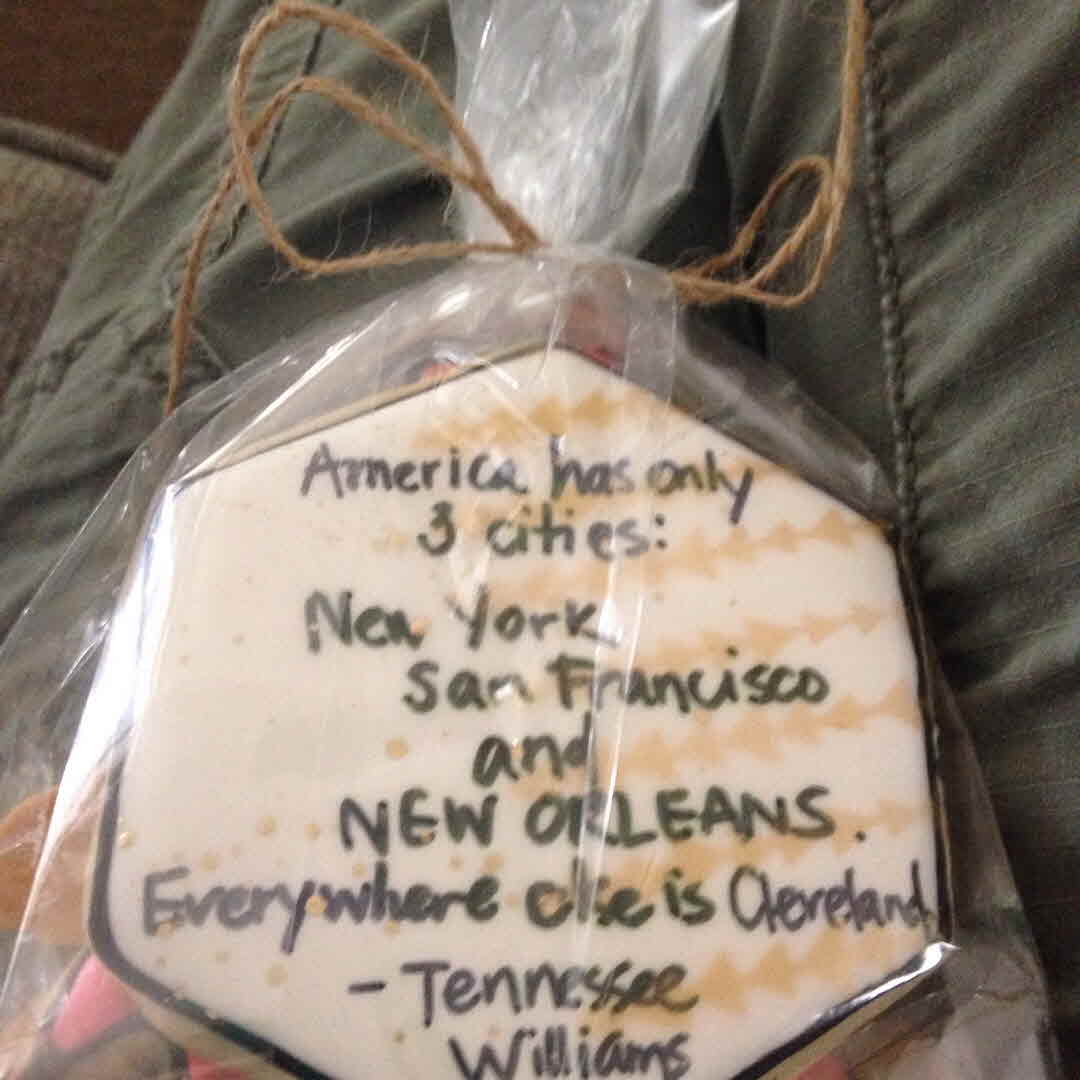 America has only
3 cities:
New York
San Francisco
and
NEW ORLEANS.
Everywhere else is Cleveland
- Tennessee
Williams